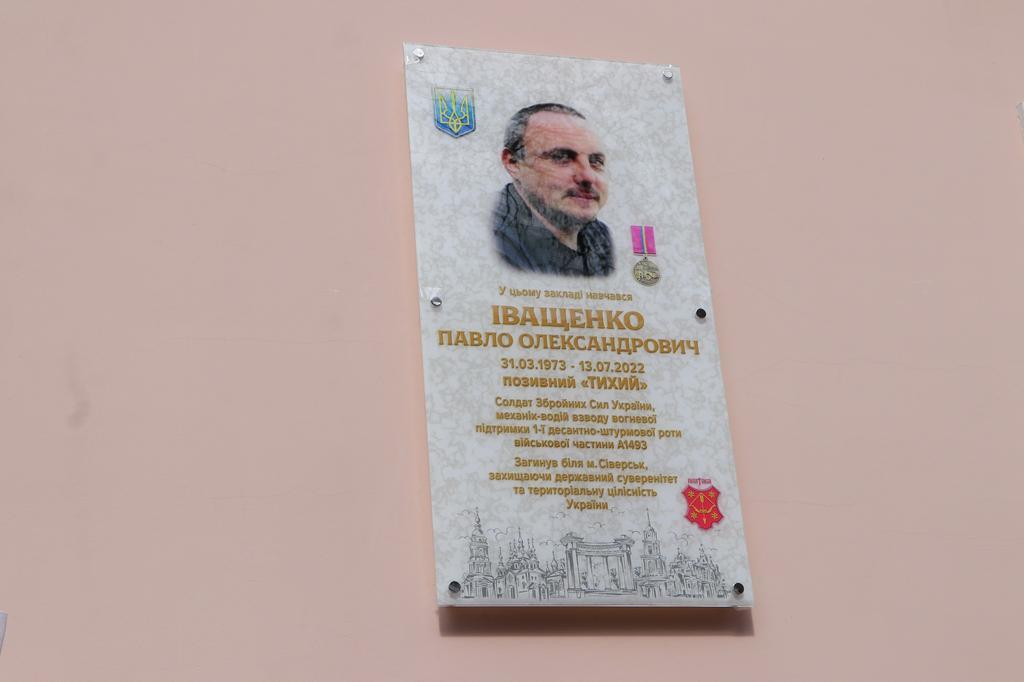 У цьому закладі навчався
ІВАЩЕНКО
ПАВЛО ОЛЕКСАНДРОВИЧ
31.03.1973 - 13.07.2022
позивний «ТИХИЙ»
Солдат Збройних Сил України,
механік-водій взводу вогневої
підтримки 1-ї десантно-штурмової роти
військової частини А1493
Загинув біля м.Сіверськ,
захищаючи державний суверенітет
та територіальну цілісність
України
ПОЛТАВА